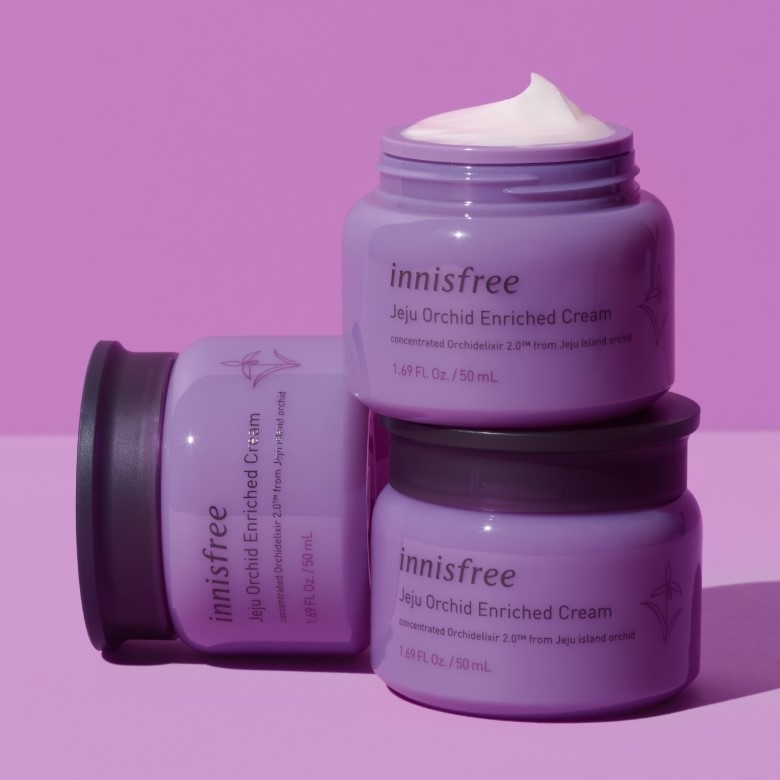 innisfree
Jeju Orchid Enriched Cream
concentrated Orchidelixir 2.0™ from Jeju island orchid
1.69 Fl. Oz. / 50 mL
innisfree
Jeju Orchid Enriched Cream
concentrated Orchidelixir 2.0™ from Jeju island orchid
1.69 Fl. Oz. / 50 mL
innisfree
Jeju Orchid Enriched Cream
concentrated Orchidelixir 2.0™ from Jeju island orchid
1.69 Fl. Oz. / 50 mL